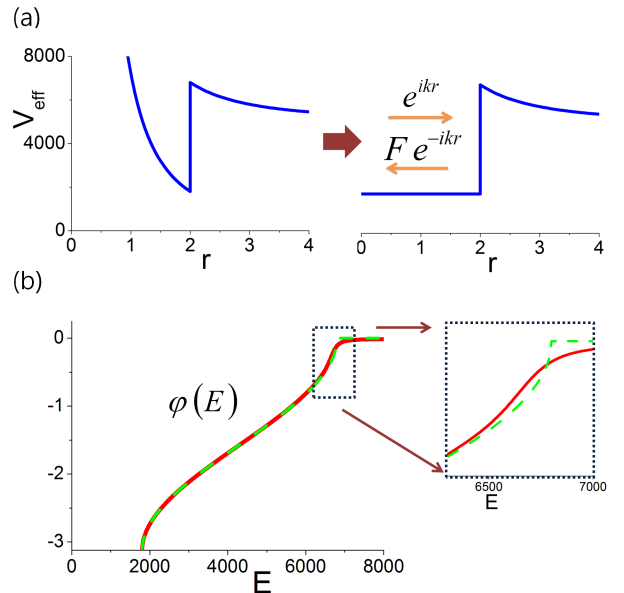 (a)
8000
4000
0
V_eff
0 1 2 3 4
r
e^{ikr}
F e^{-ikr}
0 1 2 3 4
r
(b)
0
-1
-2
-3
φ(E)
2000 4000 6000 8000
E
6500 7000
E